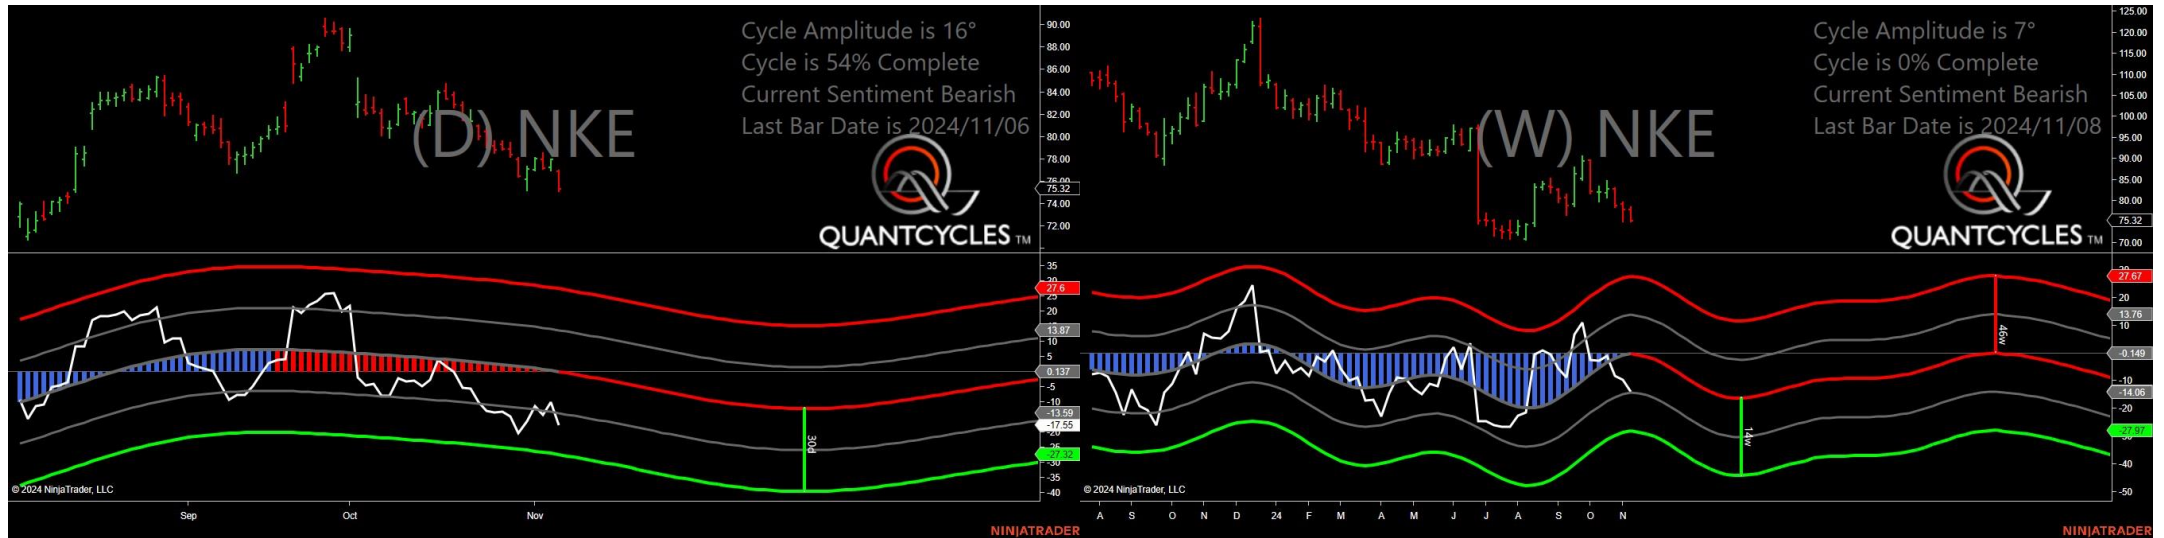 Cycle Amplitude is 16°
Cycle is 54% Complete
Current Sentiment Bearish
Last Bar Date is 2024/11/06
(D) NKE
QUANTCYCLES TM
90.00
88.00
86.00
84.00
82.00
80.00
78.00
76.00
75.32
74.00
72.00
35
27.6
25
13.87
10
5
0.137
-5
-10
-13.59
-17.55
-27.32
-30
-35
-40
30d
© 2024 NinjaTrader, LLC
Sep Oct Nov
NINJATRADER
Cycle Amplitude is 7°
Cycle is 0% Complete
Current Sentiment Bearish
Last Bar Date is 2024/11/08
(W) NKE
QUANTCYCLES TM
125.00
120.00
115.00
110.00
105.00
100.00
95.00
90.00
85.00
80.00
75.32
70.00
27.67
20
13.76
10
-0.149
-10
-14.06
-20
-27.97
-40
-50
46w
14w
© 2024 NinjaTrader, LLC
A S O N D 24 F M A M J J A S O N
NINJATRADER